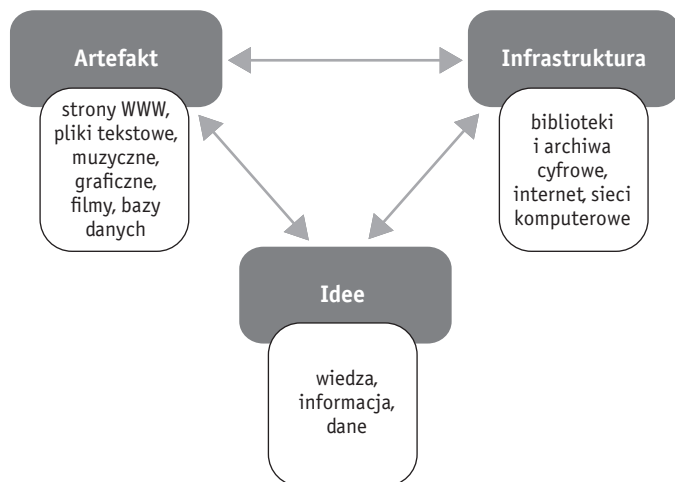 Artefakt
strony WWW,
pliki tekstowe,
muzyczne,
graficzne,
filmy, bazy
danych
Infrastruktura
biblioteki
i archiwa
cyfrowe,
internet, sieci
komputerowe
Idee
wiedza,
informacja,
dane